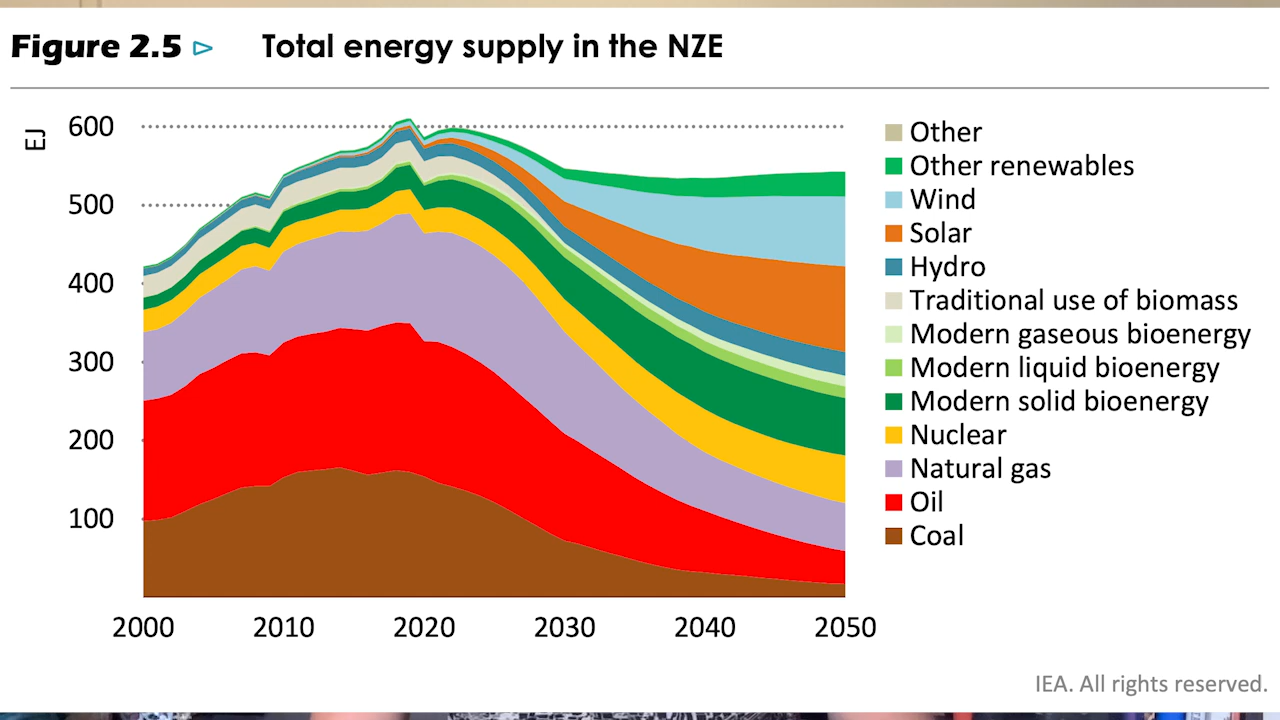 Figure 2.5 ▷ Total energy supply in the NZE
EJ
600
500
400
300
200
100
2000 2010 2020 2030 2040 2050
Other
Other renewables
Wind
Solar
Hydro
Traditional use of biomass
Modern gaseous bioenergy
Modern liquid bioenergy
Modern solid bioenergy
Nuclear
Natural gas
Oil
Coal
IEA. All rights reserved.